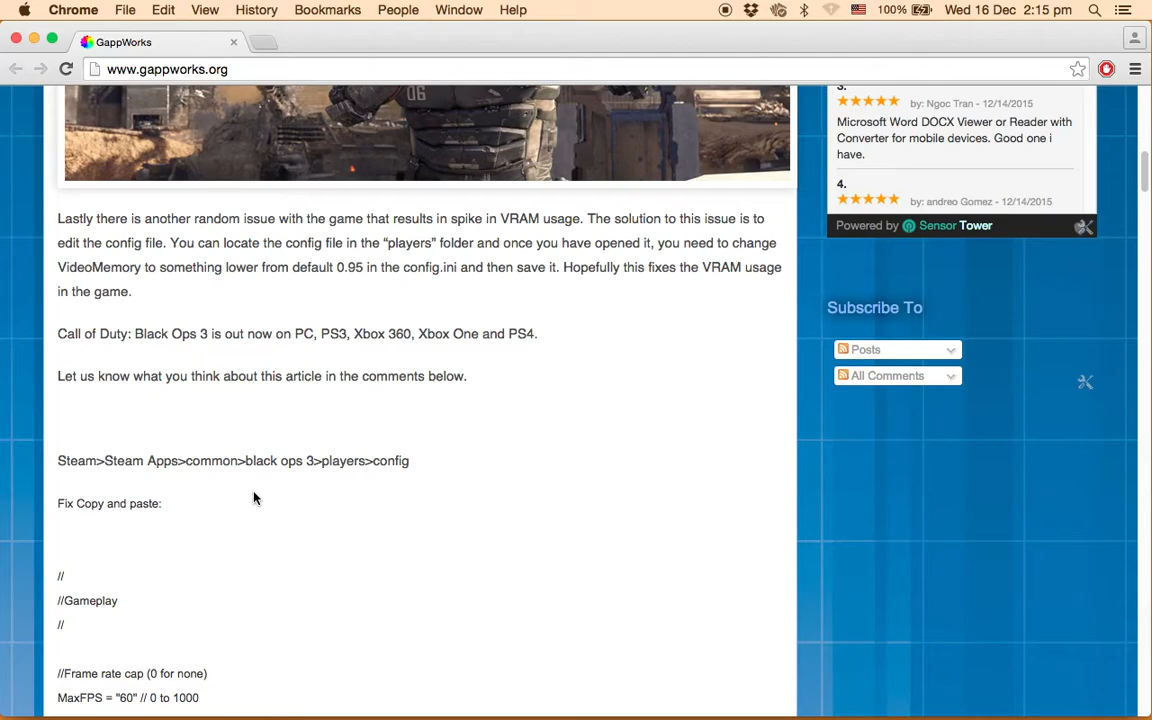 Chrome File Edit View History Bookmarks People Window Help 100% Wed 16 Dec 2:15 pm
GappWorks
www.gappworks.org
06
3.
by: Ngoc Tran - 12/14/2015
Microsoft Word DOCX Viewer or Reader with
Converter for mobile devices. Good one i
have.
4.
by: andreo Gomez - 12/14/2015
Powered by Sensor Tower
Lastly there is another random issue with the game that results in spike in VRAM usage. The solution to this issue is to
edit the config file. You can locate the config file in the “players” folder and once you have opened it, you need to change
VideoMemory to something lower from default 0.95 in the config.ini and then save it. Hopefully this fixes the VRAM usage
in the game.
Call of Duty: Black Ops 3 is out now on PC, PS3, Xbox 360, Xbox One and PS4.
Let us know what you think about this article in the comments below.
Steam>Steam Apps>common>black ops 3>players>config
Fix Copy and paste:
//
//Gameplay
//
//Frame rate cap (0 for none)
MaxFPS = "60" // 0 to 1000
Subscribe To
Posts
All Comments